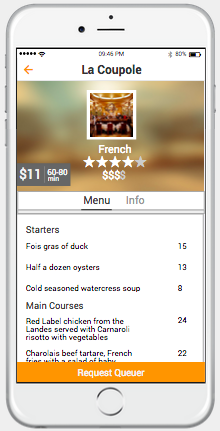 09:46 PM 80%
La Coupole
French
$$$$
$11 60-80
min
Menu Info
Starters
Fois gras of duck 15
Half a dozen oysters 13
Cold seasoned watercress soup 8
Main Courses
Red Label chicken from the 24
Landes served with Carnaroli
risotto with vegetables
Charolais beef tartare, French 22
fries with a salad of baby
Request Queuer